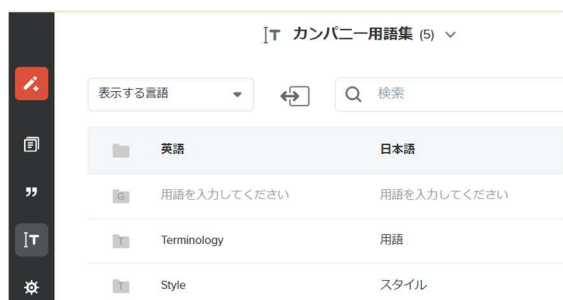 カンパニー用語集 (5)
表示する言語 検索
英語 日本語
G 用語を入力してください 用語を入力してください
T Terminology 用語
T Style スタイル